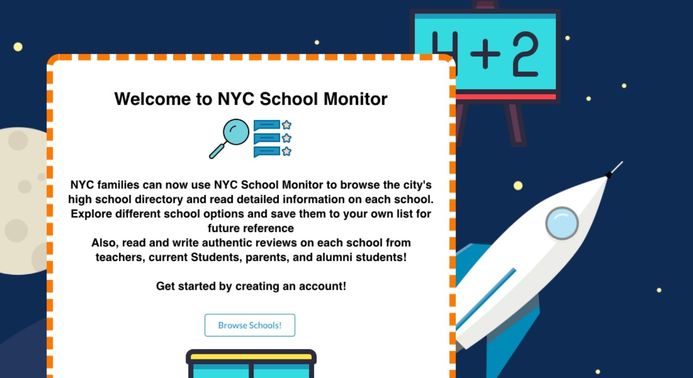 4+2
Welcome to NYC School Monitor
NYC families can now use NYC School Monitor to browse the city's
high school directory and read detailed information on each school.
Explore different school options and save them to your own list for
future reference
Also, read and write authentic reviews on each school from
teachers, current Students, parents, and alumni students!
Get started by creating an account!
Browse Schools!